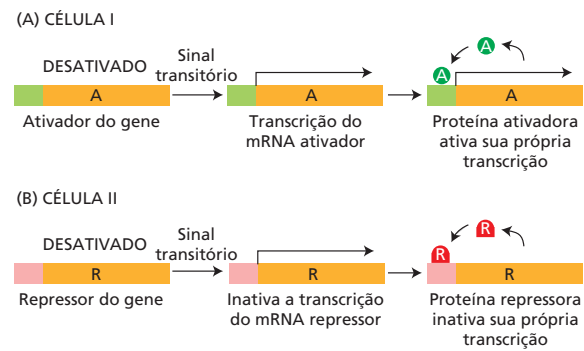 (A) CÉLULA I
DESATIVADO
Sinal
transitório
A
A
A
A
A
Ativador do gene
Transcrição do
mRNA ativador
Proteína ativadora
ativa sua própria
transcrição
(B) CÉLULA II
DESATIVADO
Sinal
transitório
R
R
R
R
R
Repressor do gene
Inativa a transcrição
do mRNA repressor
Proteína repressora
inativa sua própria
transcrição